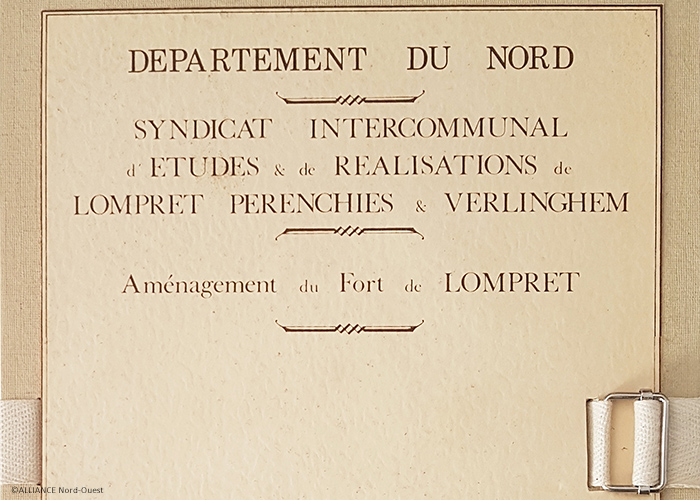 DEPARTEMENT DU NORD
SYNDICAT INTERCOMMUNAL
d' ETUDES & de REALISATIONS de
LOMPRET PERENCHIES & VERLINGHEM
Aménagement du Fort de LOMPRET
©ALLIANCE Nord-Ouest